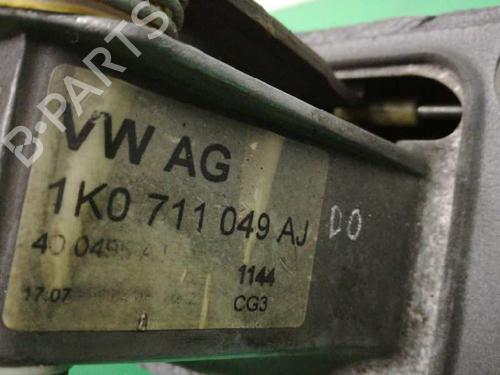 B-PARTS
VW AG
1K0 711 049 AJ
DO
1144
17.07
CG3